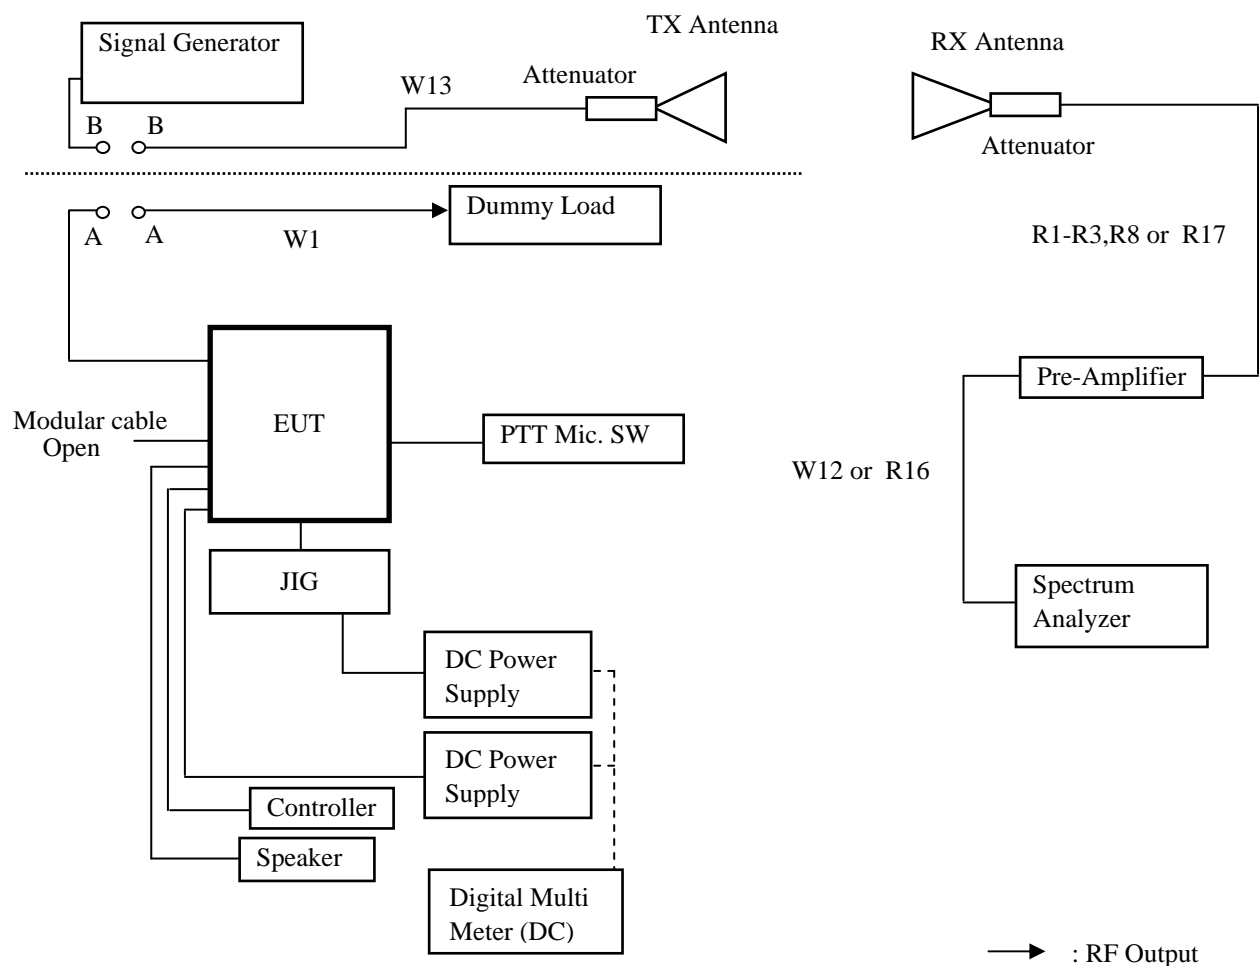 Signal Generator
TX Antenna
RX Antenna
W13
Attenuator
B
B
Attenuator
A
A
W1
Dummy Load
R1-R3,R8 or R17
EUT
Modular cable
Open
PTT Mic. SW
Pre-Amplifier
W12 or R16
JIG
Spectrum
Analyzer
DC Power
Supply
DC Power
Supply
Controller
Speaker
Digital Multi
Meter (DC)
: RF Output